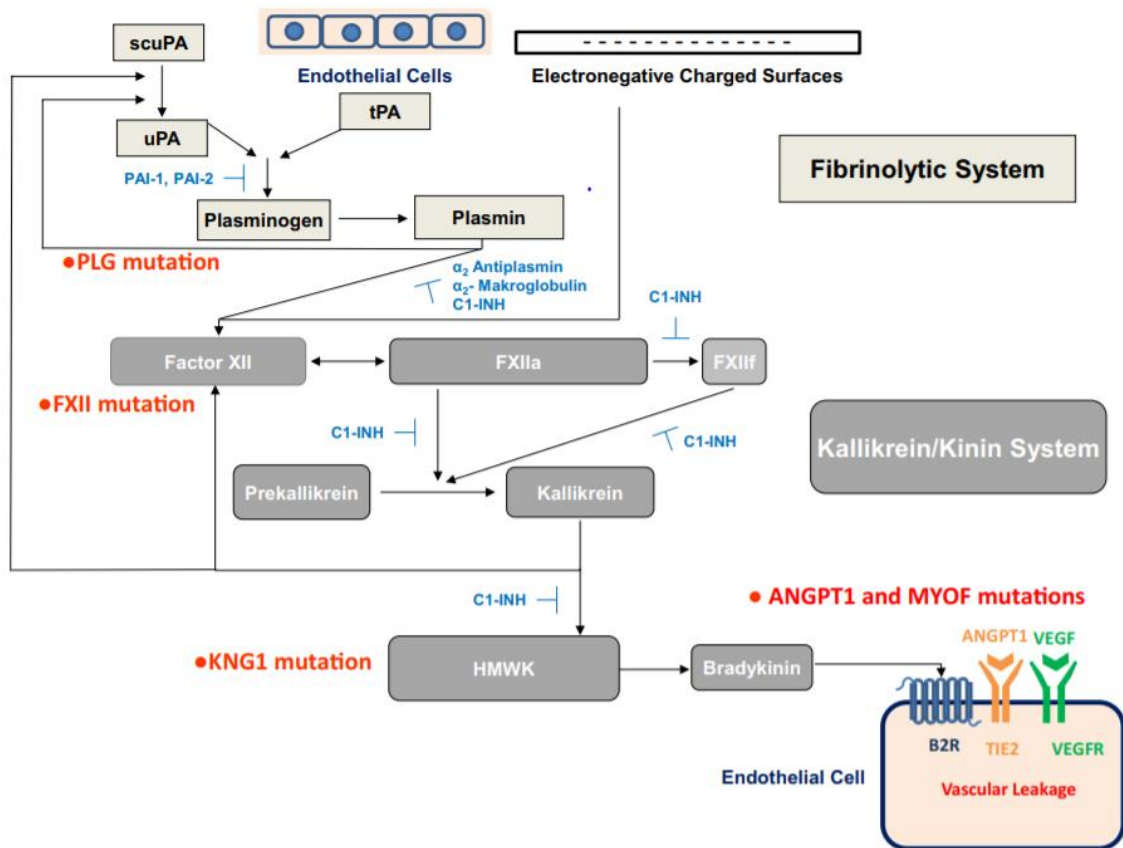 scuPA
Endothelial Cells
Electronegative Charged Surfaces
tPA
uPA
PAI-1, PAI-2
Fibrinolytic System
Plasminogen
Plasmin
●PLG mutation
α₂ Antiplasmin
α₂- Makroglobulin
C1-INH
C1-INH
Factor XII
FXIIa
FXIIf
●FXII mutation
C1-INH
C1-INH
Kallikrein/Kinin System
Prekallikrein
Kallikrein
C1-INH
● ANGPT1 and MYOF mutations
●KNG1 mutation
HMWK
Bradykinin
ANGPT1
VEGF
B2R
TIE2
VEGFR
Endothelial Cell
Vascular Leakage